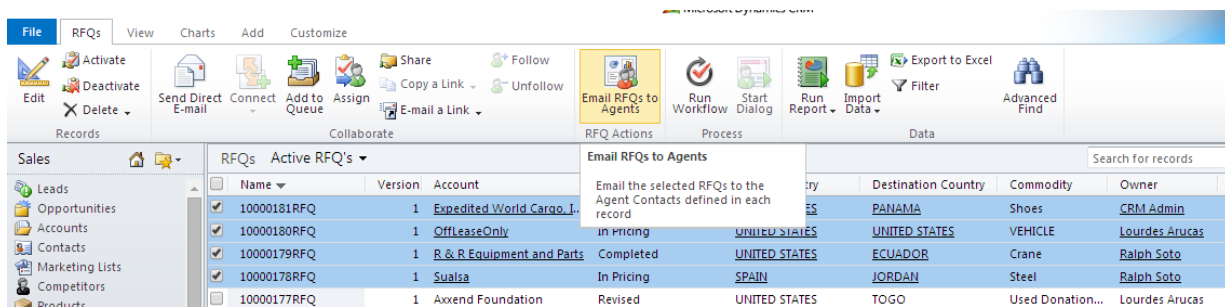 Microsoft Dynamics CRM
File RFQs View Charts Add Customize
Activate
Deactivate
Delete
Edit
Records
Send Direct E-mail
Connect
Add to Queue
Assign
Share
Copy a Link
E-mail a Link
Follow
Unfollow
Collaborate
Email RFQs to Agents
RFQ Actions
Run Workflow
Start Dialog
Process
Run Report
Import Data
Export to Excel
Filter
Data
Advanced Find
Sales
RFQs Active RFQ's
Search for records
Email RFQs to Agents
Email the selected RFQs to the
Agent Contacts defined in each
record
Leads
Opportunities
Accounts
Contacts
Marketing Lists
Competitors
Products
Name Version Account try Destination Country Commodity Owner
10000181RFQ 1 Expedited World Cargo, I... ES PANAMA Shoes CRM Admin
10000180RFQ 1 OffLeaseOnly In Pricing UNITED STATES UNITED STATES VEHICLE Lourdes Arucas
10000179RFQ 1 R & R Equipment and Parts Completed UNITED STATES ECUADOR Crane Ralph Soto
10000178RFQ 1 Sualsa In Pricing SPAIN JORDAN Steel Ralph Soto
10000177RFQ 1 Axxend Foundation Revised UNITED STATES TOGO Used Donation... Lourdes Arucas